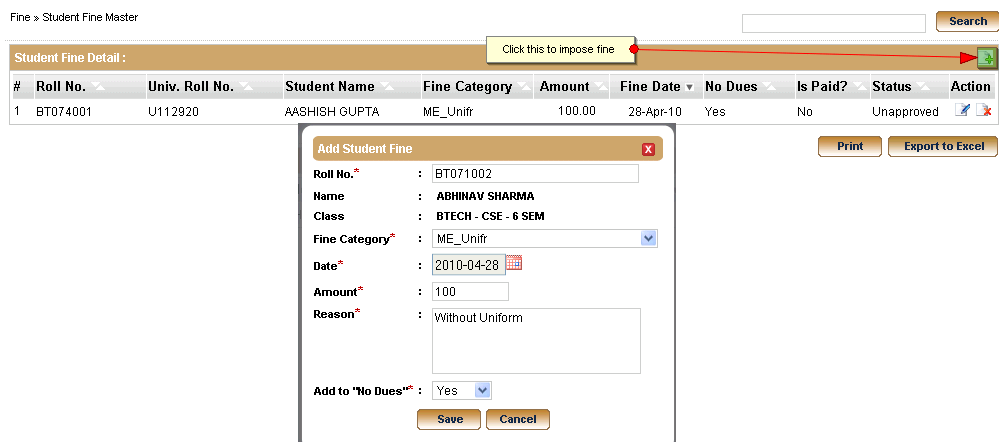 Fine » Student Fine Master
Search
Click this to impose fine
Student Fine Detail :
# Roll No. Univ. Roll No. Student Name Fine Category Amount Fine Date No Dues Is Paid? Status Action
1 BT074001 U112920 AASHISH GUPTA ME_Unifr 100.00 28-Apr-10 Yes No Unapproved
Print Export to Excel
Add Student Fine
Roll No.* : BT071002
Name : ABHINAV SHARMA
Class : BTECH - CSE - 6 SEM
Fine Category* : ME_Unifr
Date* : 2010-04-28
Amount* : 100
Reason* : Without Uniform
Add to "No Dues"* : Yes
Save Cancel